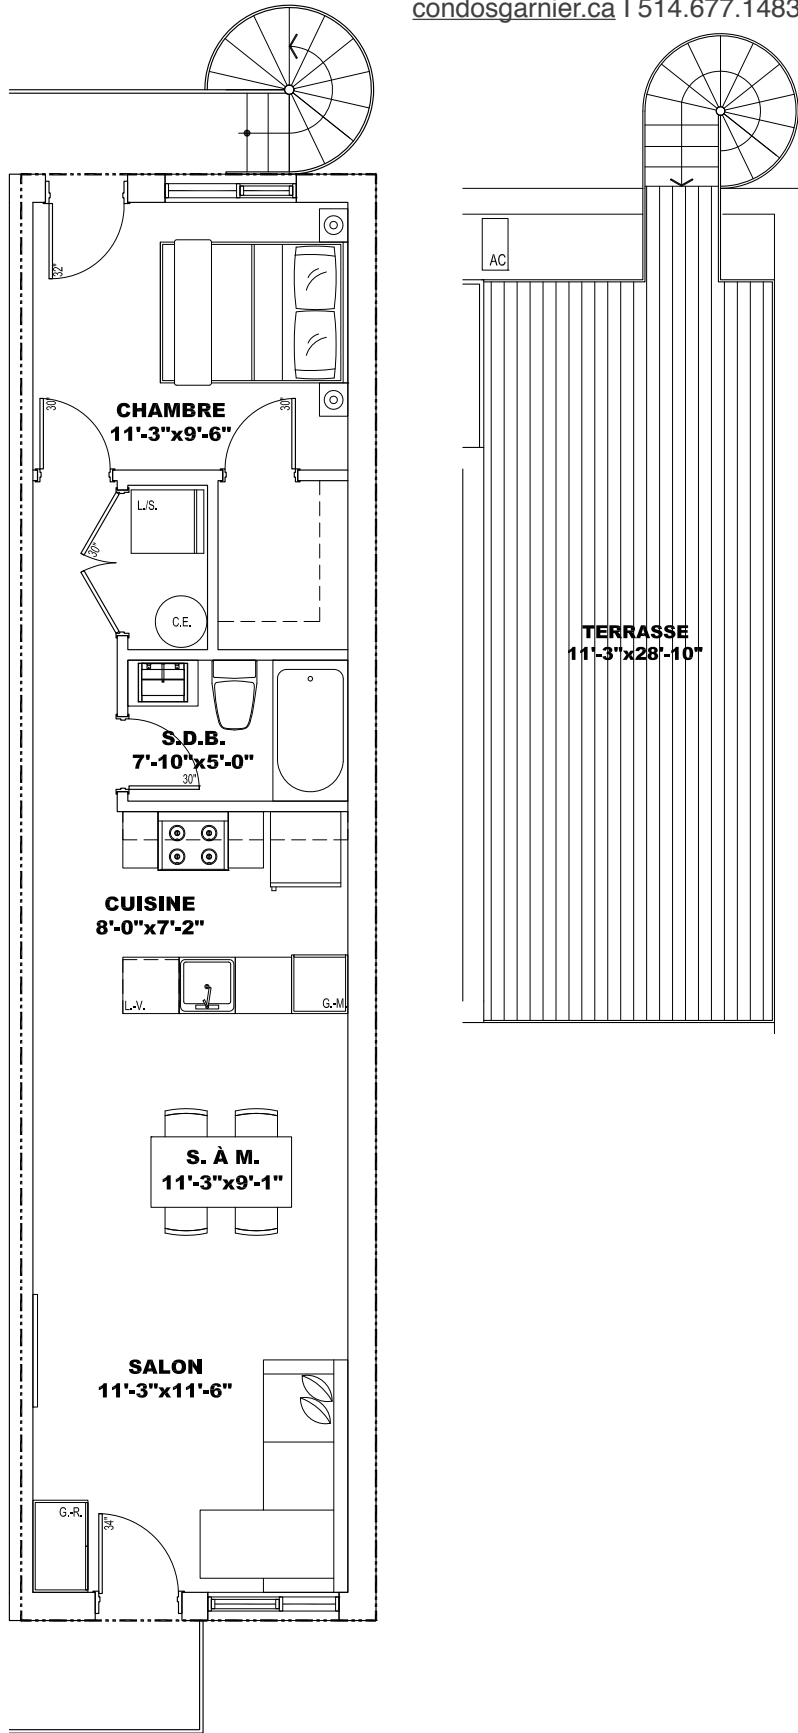 condosgarnier.ca I 514.677.1483
32"
AC
30"
30"
CHAMBRE
11'-3"x9'-6"
L./S.
30"
C.E.
TERRASSE
11'-3"x28'-10"
S.D.B.
7'-10"x5'-0"
30"
CUISINE
8'-0"x7'-2"
L.-V.
G.-M.
S. À M.
11'-3"x9'-1"
SALON
11'-3"x11'-6"
G.-R.
34"